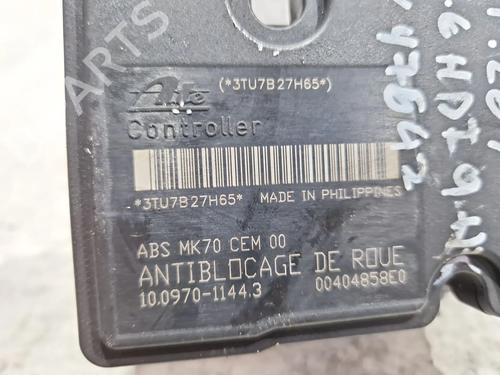 (*3TU7B27H65*)
Ate
Controller
*3TU7B27H65* MADE IN PHILIPPINES
ABS MK70 CEM 00
ANTIBLOCAGE DE ROUE
10.0970-1144.3 00404858E0